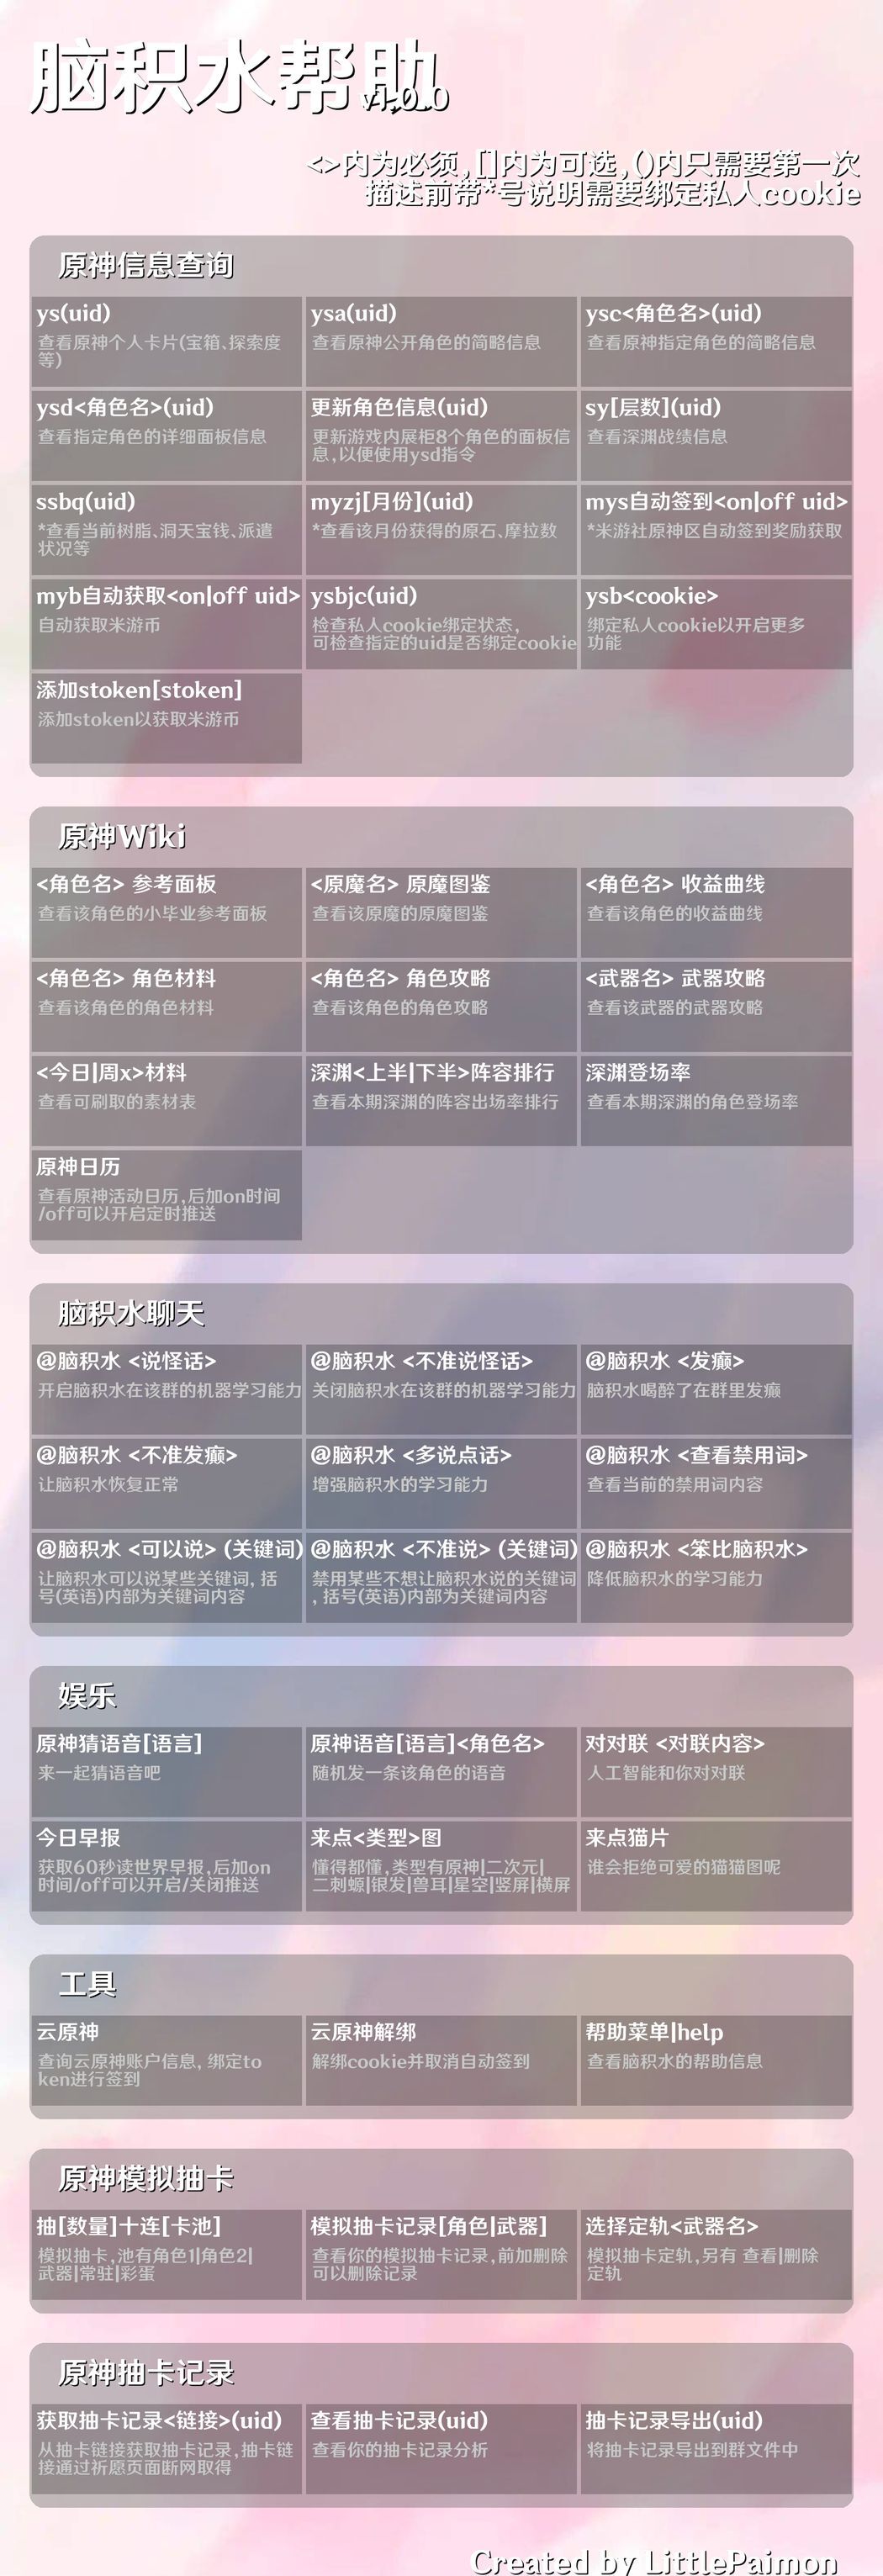 脑积水帮助
v1.0.0
<>内为必须,[]内为可选,()内只需要第一次
描述前带*号说明需要绑定私人cookie
原神信息查询
ys(uid)
查看原神个人卡片(宝箱、探索度
等)
ysa(uid)
查看原神公开角色的简略信息
ysc<角色名>(uid)
查看原神指定角色的简略信息
ysd<角色名>(uid)
查看指定角色的详细面板信息
更新角色信息(uid)
更新游戏内展柜8个角色的面板信
息,以便使用ysd指令
sy[层数](uid)
查看深渊战绩信息
ssbq(uid)
*查看当前树脂、洞天宝钱、派遣
状况等
myzj[月份](uid)
*查看该月份获得的原石、摩拉数
mys自动签到<on|off uid>
*米游社原神区自动签到奖励获取
myb自动获取<on|off uid>
自动获取米游币
ysbjc(uid)
检查私人cookie绑定状态,
可检查指定的uid是否绑定cookie
ysb<cookie>
绑定私人cookie以开启更多
功能
添加stoken[stoken]
添加stoken以获取米游币
原神Wiki
<角色名> 参考面板
查看该角色的小毕业参考面板
<原魔名> 原魔图鉴
查看该原魔的原魔图鉴
<角色名> 收益曲线
查看该角色的收益曲线
<角色名> 角色材料
查看该角色的角色材料
<角色名> 角色攻略
查看该角色的角色攻略
<武器名> 武器攻略
查看该武器的武器攻略
<今日|周x>材料
查看可刷取的素材表
深渊<上半|下半>阵容排行
查看本期深渊的阵容出场率排行
深渊登场率
查看本期深渊的角色登场率
原神日历
查看原神活动日历,后加on时间
/off可以开启定时推送
脑积水聊天
@脑积水 <说怪话>
开启脑积水在该群的机器学习能力
@脑积水 <不准说怪话>
关闭脑积水在该群的机器学习能力
@脑积水 <发癫>
脑积水喝醉了在群里发癫
@脑积水 <不准发癫>
让脑积水恢复正常
@脑积水 <多说点话>
增强脑积水的学习能力
@脑积水 <查看禁用词>
查看当前的禁用词内容
@脑积水 <可以说> (关键词)
让脑积水可以说某些关键词, 括
号(英语)内部为关键词内容
@脑积水 <不准说> (关键词)
禁用某些不想让脑积水说的关键词
, 括号(英语)内部为关键词内容
@脑积水 <笨比脑积水>
降低脑积水的学习能力
娱乐
原神猜语音[语言]
来一起猜语音吧
原神语音[语言]<角色名>
随机发一条该角色的语音
对对联 <对联内容>
人工智能和你对对联
今日早报
获取60秒读世界早报,后加on
时间/off可以开启/关闭推送
来点<类型>图
懂得都懂,类型有原神|二次元|
二刺螈|银发|兽耳|星空|竖屏|横屏
来点猫片
谁会拒绝可爱的猫猫图呢
工具
云原神
查询云原神账户信息, 绑定to
ken进行签到
云原神解绑
解绑cookie并取消自动签到
帮助菜单|help
查看脑积水的帮助信息
原神模拟抽卡
抽[数量]十连[卡池]
模拟抽卡,池有角色1|角色2|
武器|常驻|彩蛋
模拟抽卡记录[角色|武器]
查看你的模拟抽卡记录,前加删除
可以删除记录
选择定轨<武器名>
模拟抽卡定轨,另有 查看|删除
定轨
原神抽卡记录
获取抽卡记录<链接>(uid)
从抽卡链接获取抽卡记录,抽卡链
接通过祈愿页面断网取得
查看抽卡记录(uid)
查看你的抽卡记录分析
抽卡记录导出(uid)
将抽卡记录导出到群文件中
Created by LittlePaimon